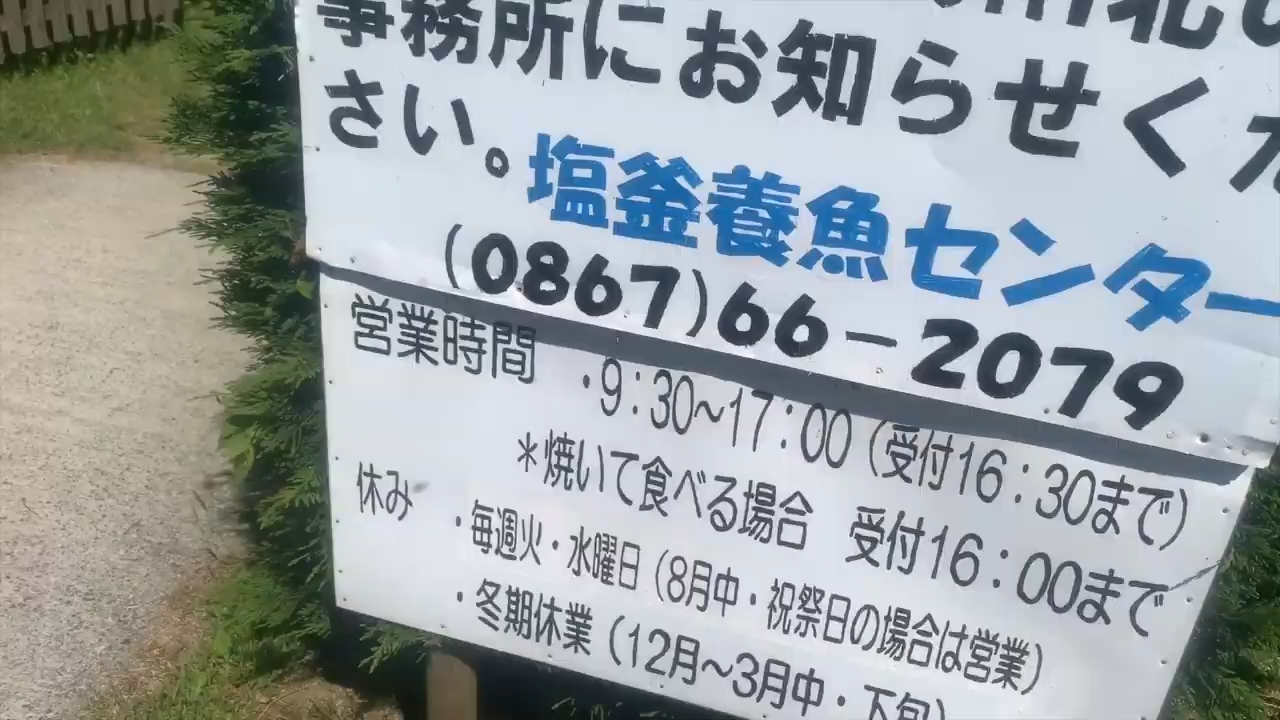 事務所にお知らせくだ
さい。
塩釜養魚センター
(0867)66-2079
営業時間 ・9:30～17:00（受付16:30まで）
＊焼いて食べる場合 受付16:00まで
休み ・毎週火・水曜日（8月中・祝祭日の場合は営業）
・冬期休業（12月～3月中・下旬）